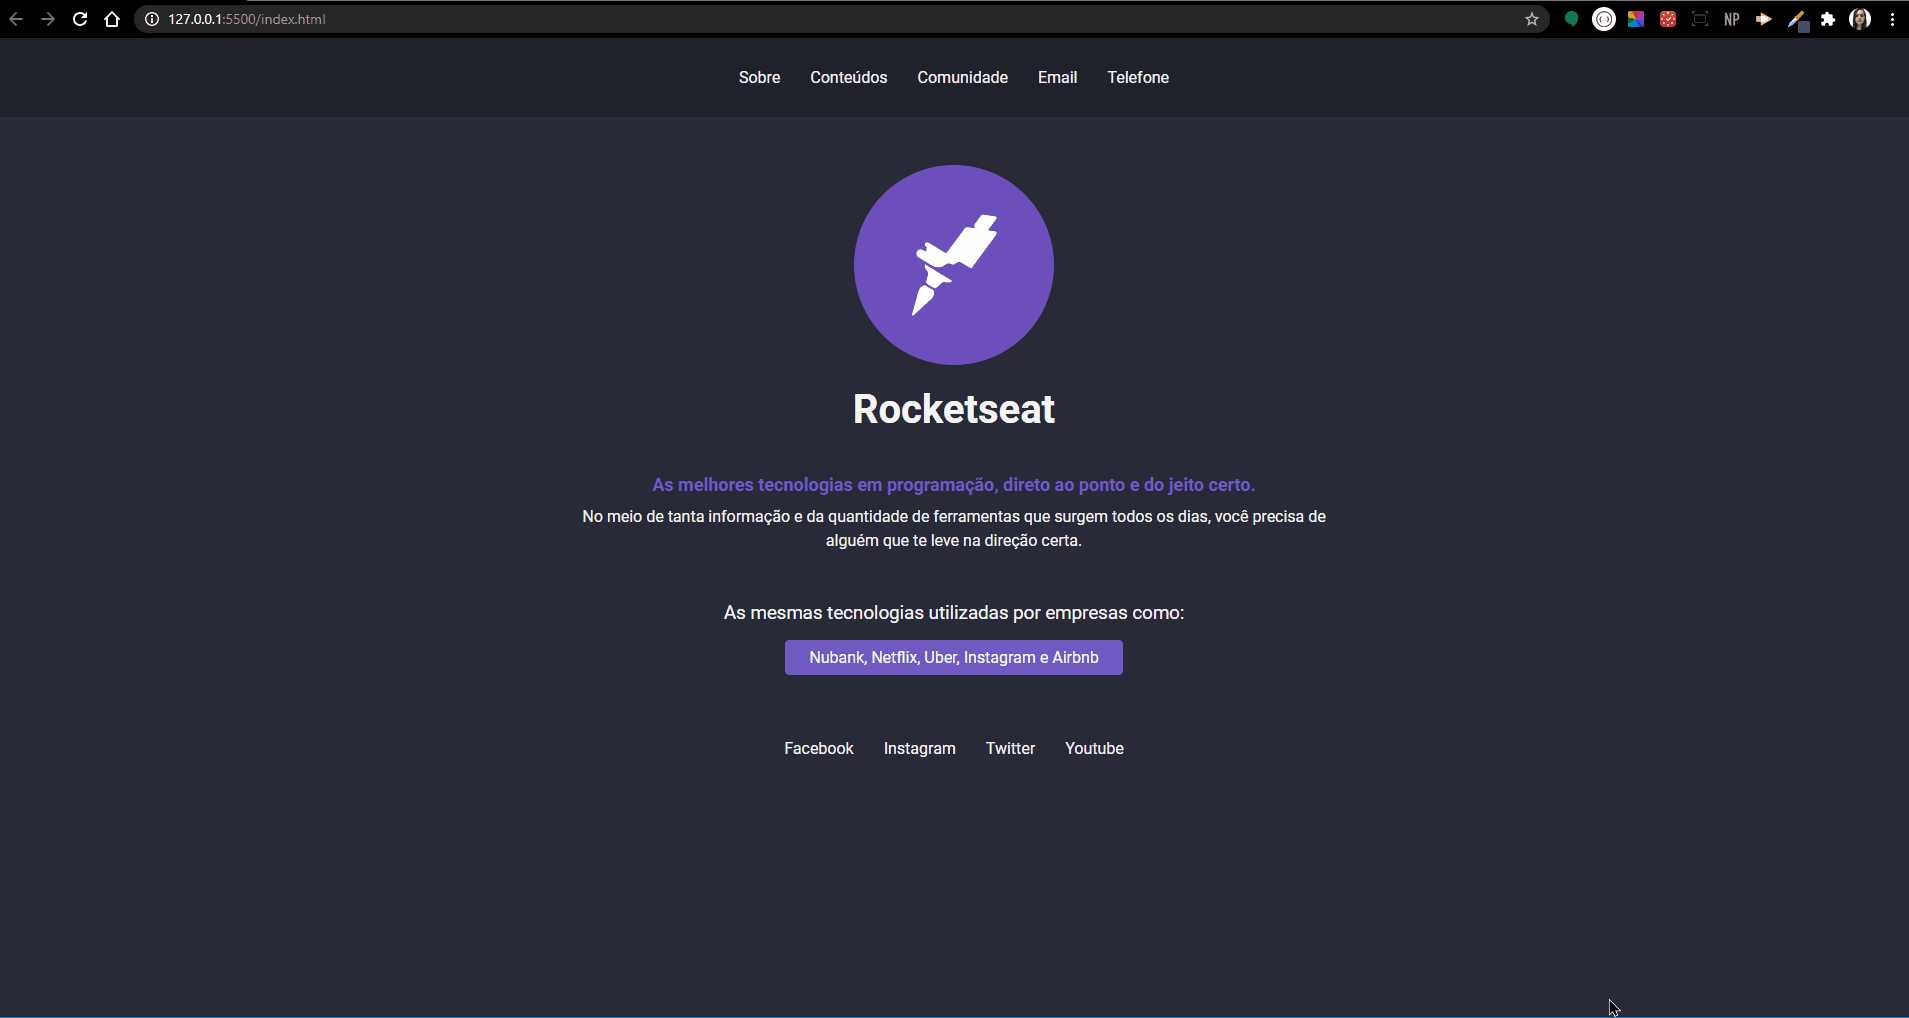 127.0.0.1:5500/index.html
NP
Sobre Conteúdos Comunidade Email Telefone
Rocketseat
As melhores tecnologias em programação, direto ao ponto e do jeito certo.
No meio de tanta informação e da quantidade de ferramentas que surgem todos os dias, você precisa de
alguém que te leve na direção certa.
As mesmas tecnologias utilizadas por empresas como:
Nubank, Netflix, Uber, Instagram e Airbnb
Facebook Instagram Twitter Youtube